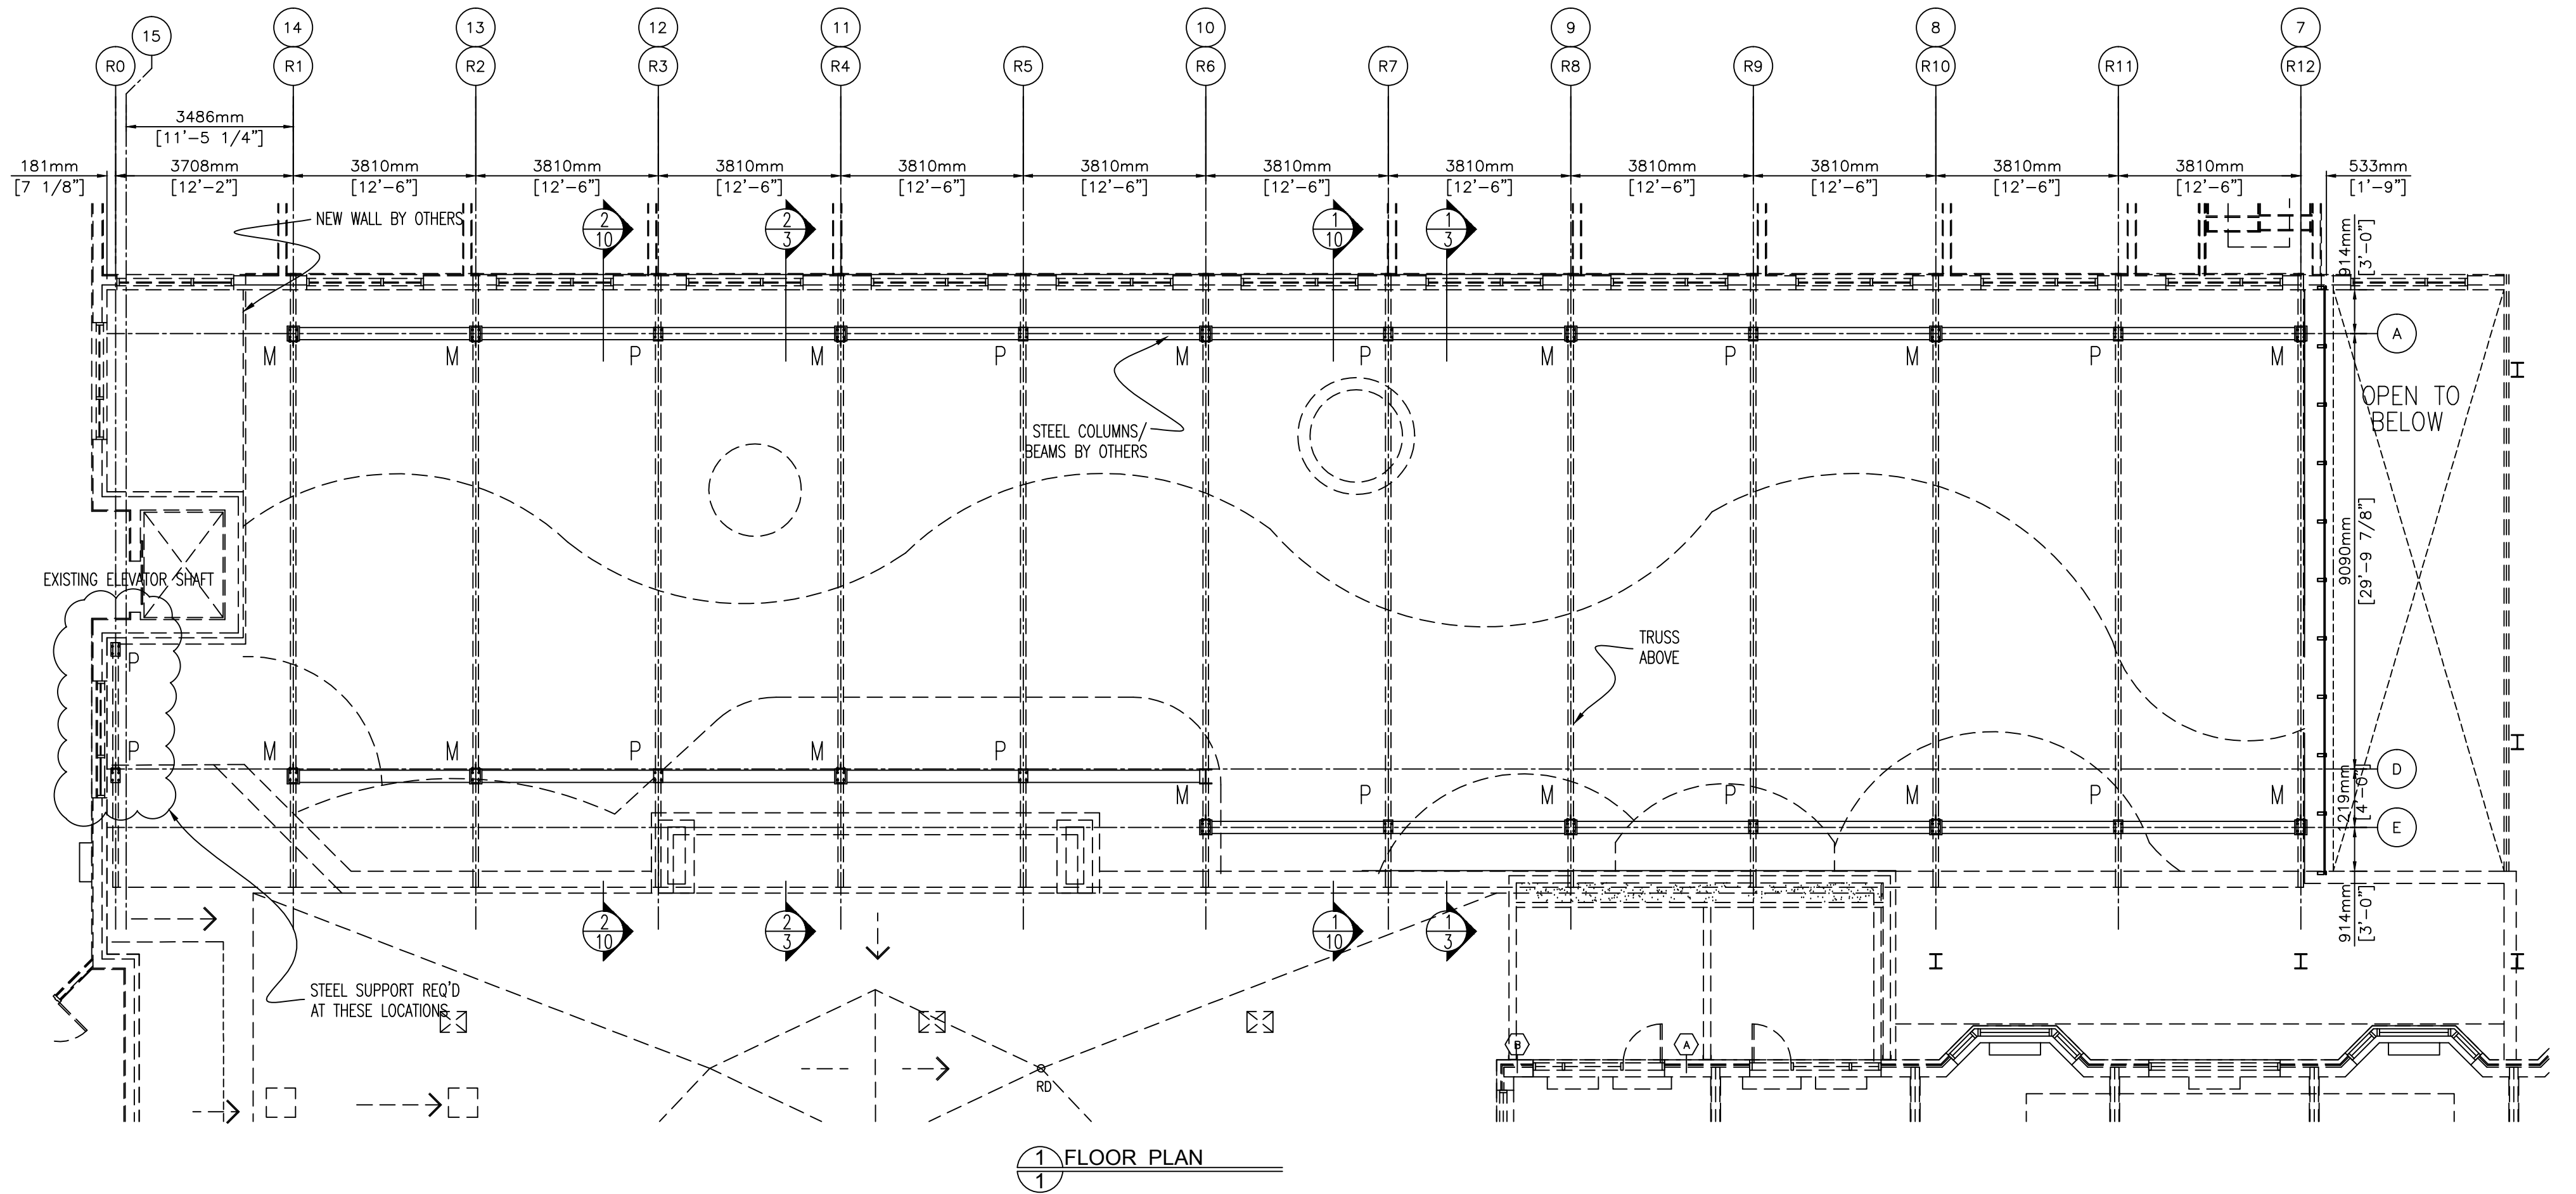 15
14
13
12
11
10
9
8
7
R0
R1
R2
R3
R4
R5
R6
R7
R8
R9
R10
R11
R12
3486mm
[11'-5 1/4"]
181mm
3708mm
3810mm
3810mm
3810mm
3810mm
3810mm
3810mm
3810mm
3810mm
3810mm
3810mm
3810mm
533mm
[7 1/8"]
[12'-2"]
[12'-6"]
[12'-6"]
[12'-6"]
[12'-6"]
[12'-6"]
[12'-6"]
[12'-6"]
[12'-6"]
[12'-6"]
[12'-6"]
[12'-6"]
[1'-9"]
NEW WALL BY OTHERS
2
10
2
3
1
10
1
3
914mm
[3'-0"]
A
M
M
P
M
P
M
P
M
P
M
P
M
OPEN TO
BELOW
STEEL COLUMNS/
BEAMS BY OTHERS
9090mm
[29'-9 7/8"]
EXISTING ELEVATOR SHAFT
TRUSS
ABOVE
P
P
M
M
P
M
P
D
M
P
M
P
M
P
M
1219mm
[4'-0"]
E
914mm
[3'-0"]
2
10
2
3
1
10
1
3
STEEL SUPPORT REQ'D
AT THESE LOCATIONS
B
A
RD
1
FLOOR PLAN
1